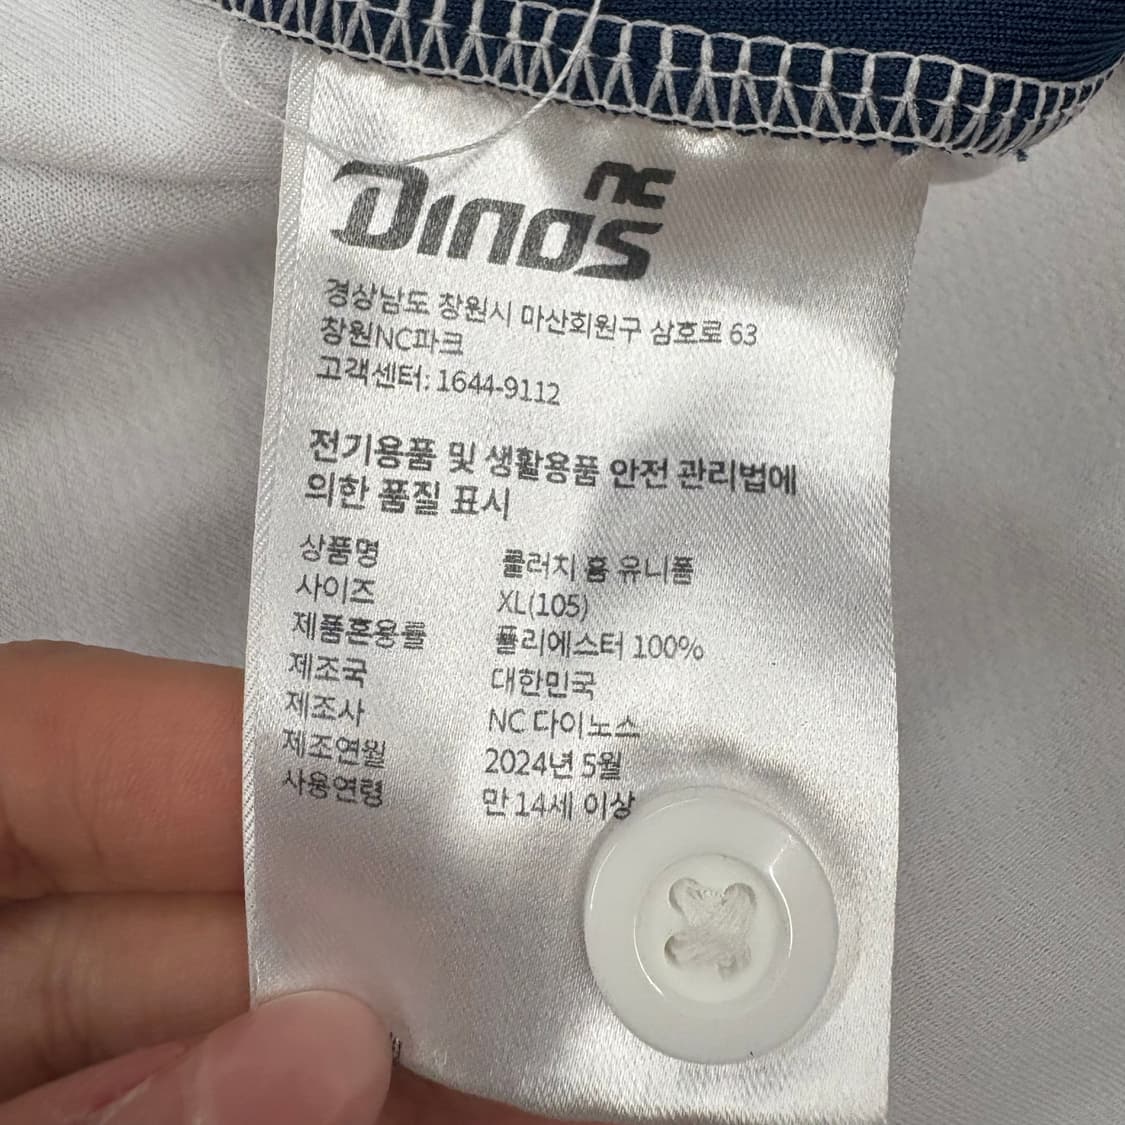 NC
DINOS
경상남도 창원시 마산회원구 삼호로 63
창원NC파크
고객센터: 1644-9112
전기용품 및 생활용품 안전 관리법에
의한 품질 표시
상품명 클러치 홈 유니폼
사이즈 XL(105)
제품혼용률 폴리에스터 100%
제조국 대한민국
제조사 NC 다이노스
제조연월 2024년 5월
사용연령 만 14세 이상